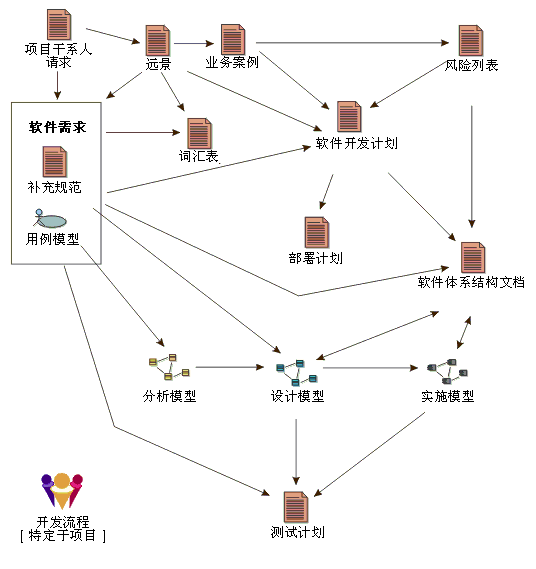 项目干系人
请求
远景
业务案例
风险列表
软件需求
词汇表
软件开发计划
补充规范
用例模型
部署计划
软件体系结构文档
分析模型
设计模型
实施模型
开发流程
[ 特定于项目 ]
测试计划